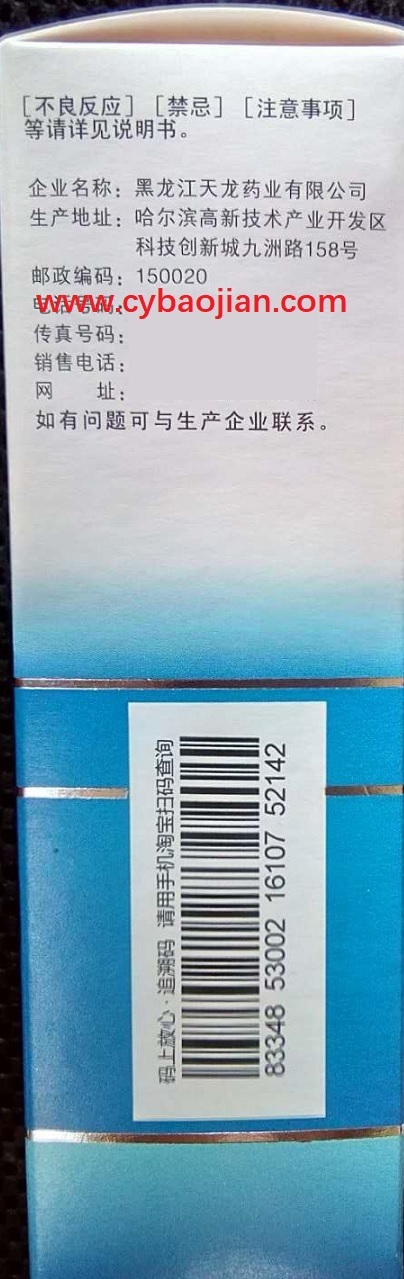 [不良反应] [禁忌] [注意事项]
等请详见说明书。
企业名称：黑龙江天龙药业有限公司
生产地址：哈尔滨高新技术产业开发区
科技创新城九洲路158号
邮政编码：150020
电话号码：
www.cybaojian.com
传真号码：
销售电话：
网 址：
如有问题可与生产企业联系。
码上放心·追溯码 请用手机淘宝扫码查询
83348 53002 16107 52142